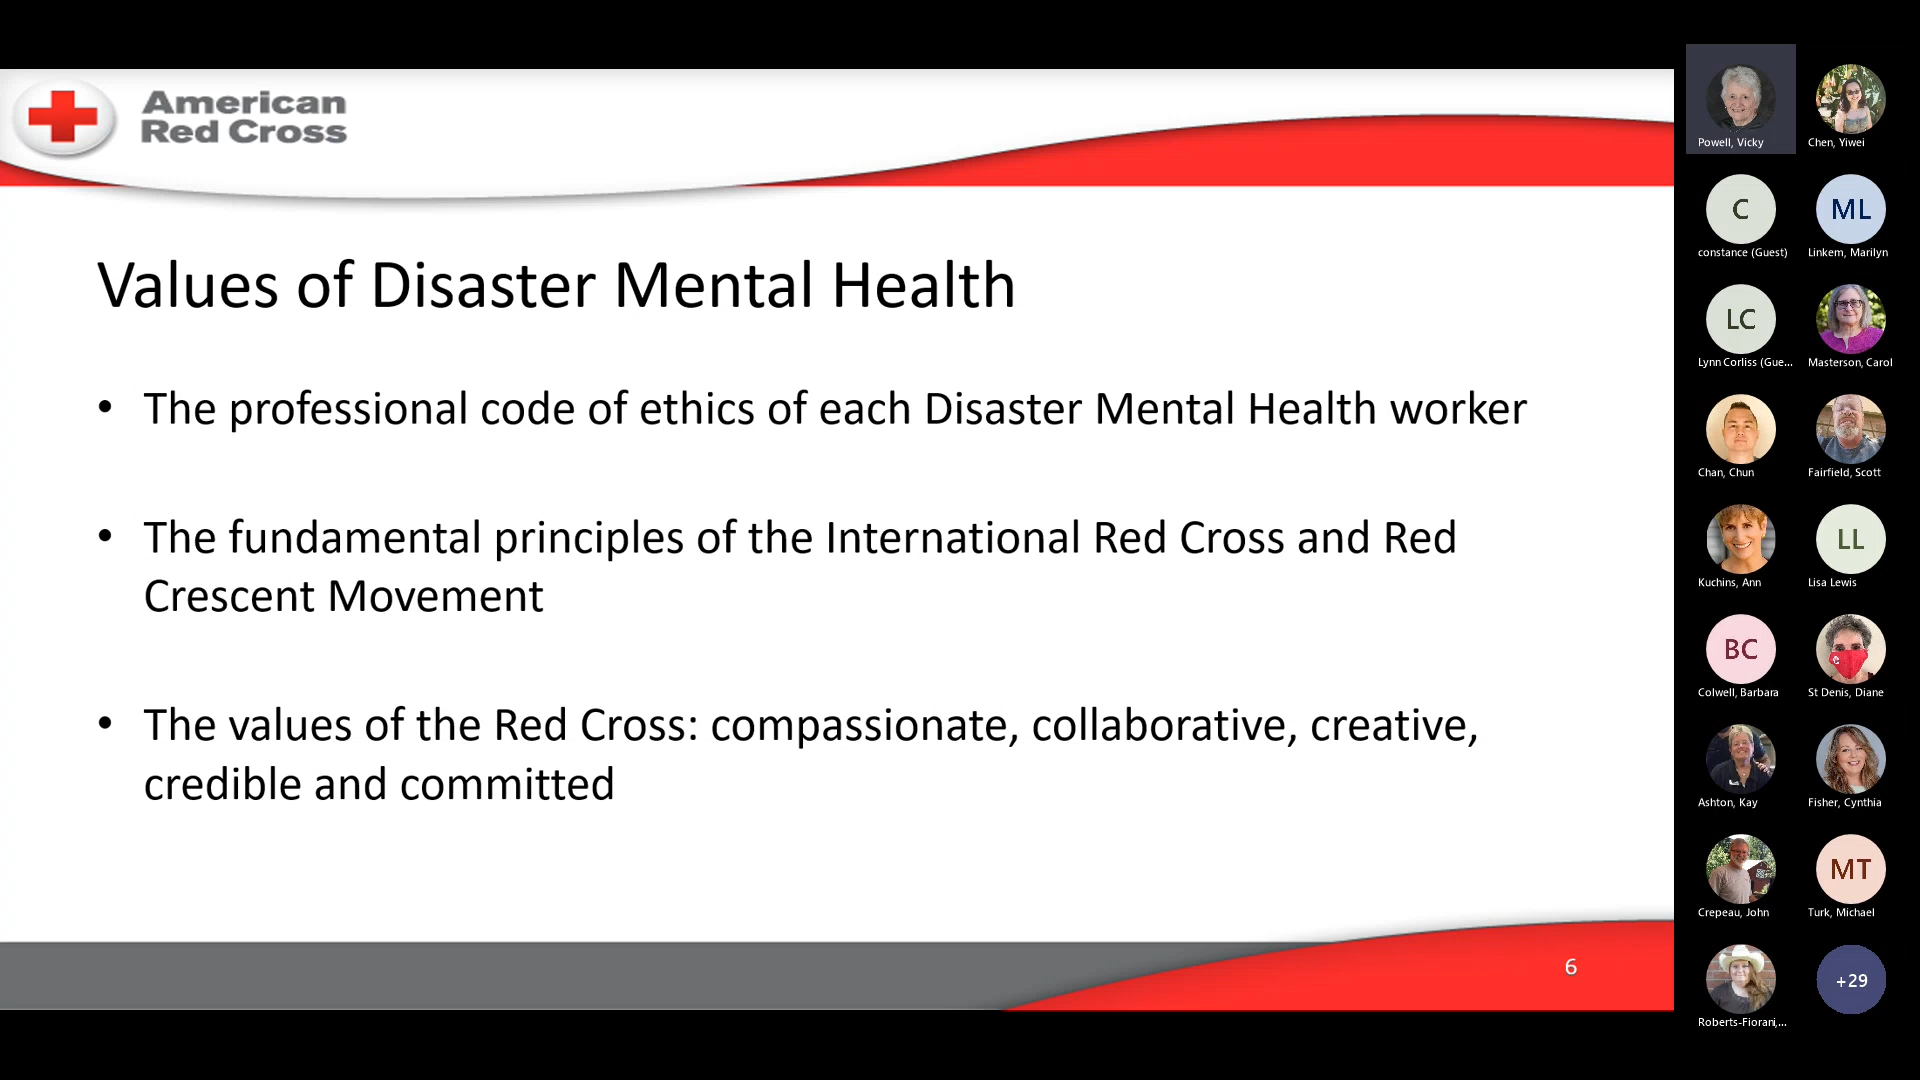 American
Red Cross
Values of Disaster Mental Health
• The professional code of ethics of each Disaster Mental Health worker
• The fundamental principles of the International Red Cross and Red
Crescent Movement
• The values of the Red Cross: compassionate, collaborative, creative,
credible and committed
6
Powell, Vicky
Chen, Yiwei
C
constance (Guest)
ML
Linkem, Marilyn
LC
Lynn Corliss (Gue...
Masterson, Carol
Chan, Chun
Fairfield, Scott
Kuchins, Ann
LL
Lisa Lewis
BC
Colwell, Barbara
St Denis, Diane
Ashton, Kay
Fisher, Cynthia
Crepeau, John
MT
Turk, Michael
Roberts-Fiorani,...
+29